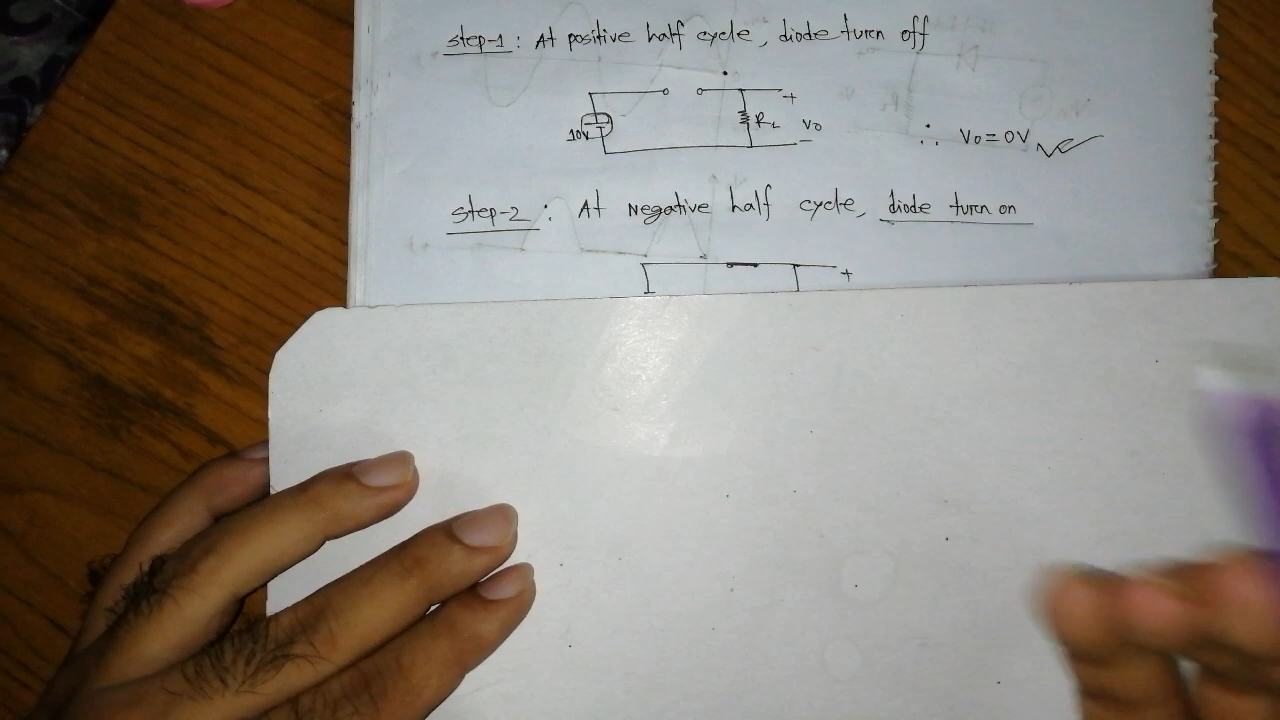 step-1 : At positive half cycle, diode turn off
+
10V
RL
Vo
−
∴ Vo = 0V
step-2 : At Negative half cycle, diode turn on
+